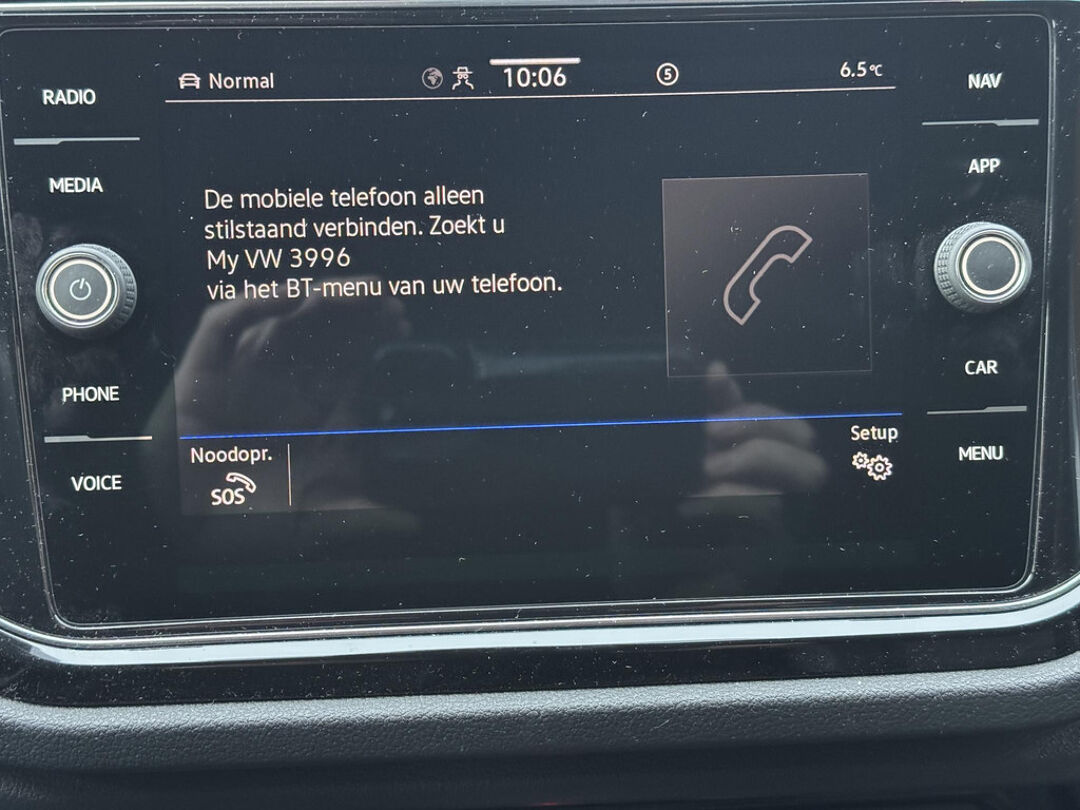 RADIO
Normal
10:06
5
6.5°C
NAV
MEDIA
APP
De mobiele telefoon alleen
stilstaand verbinden. Zoekt u
My VW 3996
via het BT-menu van uw telefoon.
PHONE
CAR
Noodopr.
SOS
Setup
VOICE
MENU